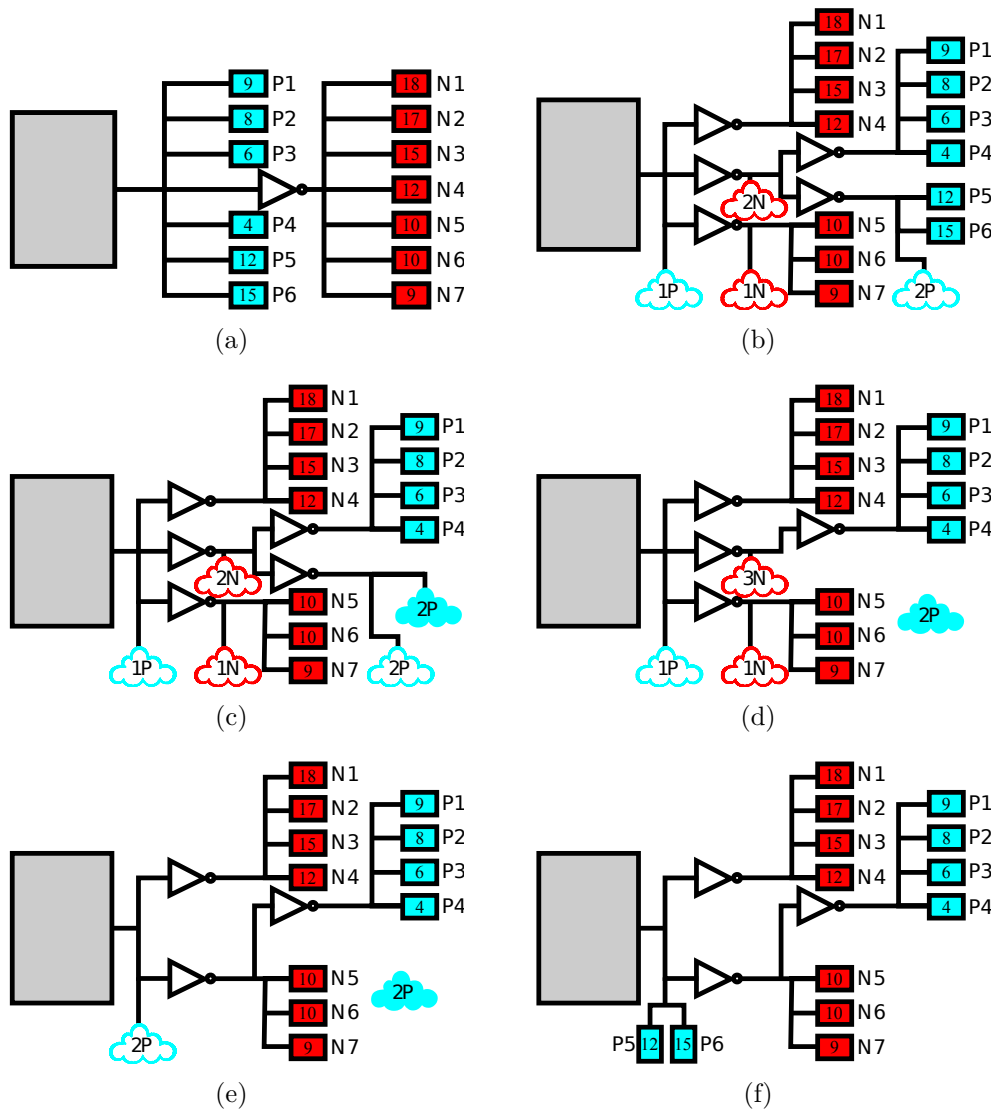 9 P1
8 P2
6 P3
4 P4
12 P5
15 P6
18 N1
17 N2
15 N3
12 N4
10 N5
10 N6
9 N7
(a)
18 N1
17 N2
15 N3
12 N4
9 P1
8 P2
6 P3
4 P4
12 P5
15 P6
2N
10 N5
10 N6
9 N7
1P
1N
2P
(b)
18 N1
17 N2
15 N3
12 N4
9 P1
8 P2
6 P3
4 P4
2N
2P
10 N5
10 N6
9 N7
1P
1N
2P
(c)
18 N1
17 N2
15 N3
12 N4
9 P1
8 P2
6 P3
4 P4
3N
10 N5
10 N6
9 N7
2P
1P
1N
(d)
18 N1
17 N2
15 N3
12 N4
9 P1
8 P2
6 P3
4 P4
10 N5
10 N6
9 N7
2P
2P
(e)
18 N1
17 N2
15 N3
12 N4
9 P1
8 P2
6 P3
4 P4
10 N5
10 N6
9 N7
P5 12 15 P6
(f)